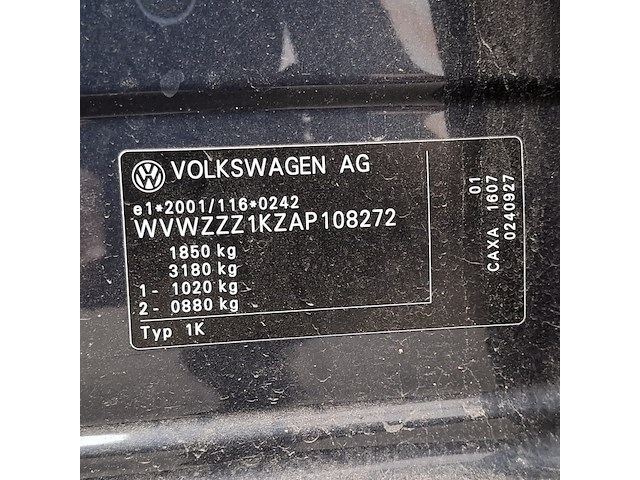 VOLKSWAGEN AG
e1*2001/116*0242
WVWZZZ1KZAP108272
1850 kg
3180 kg
1 - 1020 kg
2 - 0880 kg
Typ 1K
01
CAXA 1607
0240927